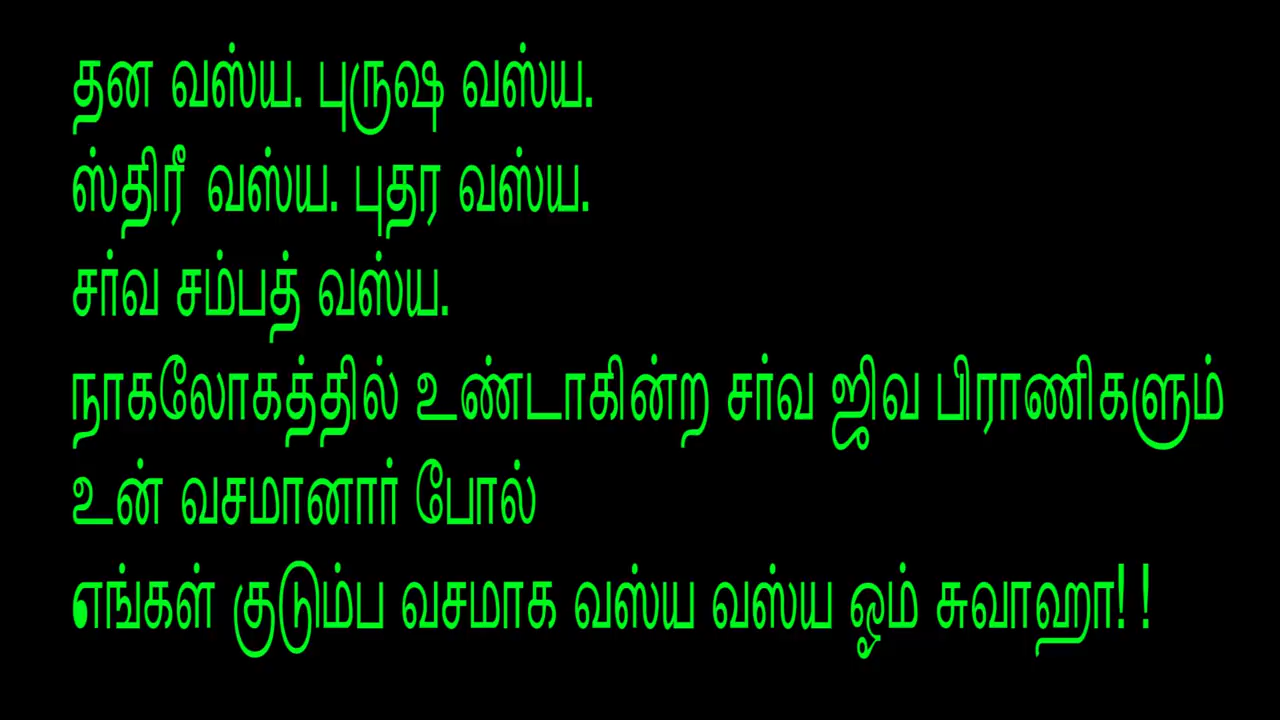 தன வஸ்ய. புருஷ வஸ்ய.
ஸ்திரீ வஸ்ய. புதர வஸ்ய.
சர்வ சம்பத் வஸ்ய.
நாகலோகத்தில் உண்டாகின்ற சர்வ ஜிவ பிராணிகளும்
உன் வசமானார் போல்
எங்கள் குடும்ப வசமாக வஸ்ய வஸ்ய ஓம் சுவாஹா!!